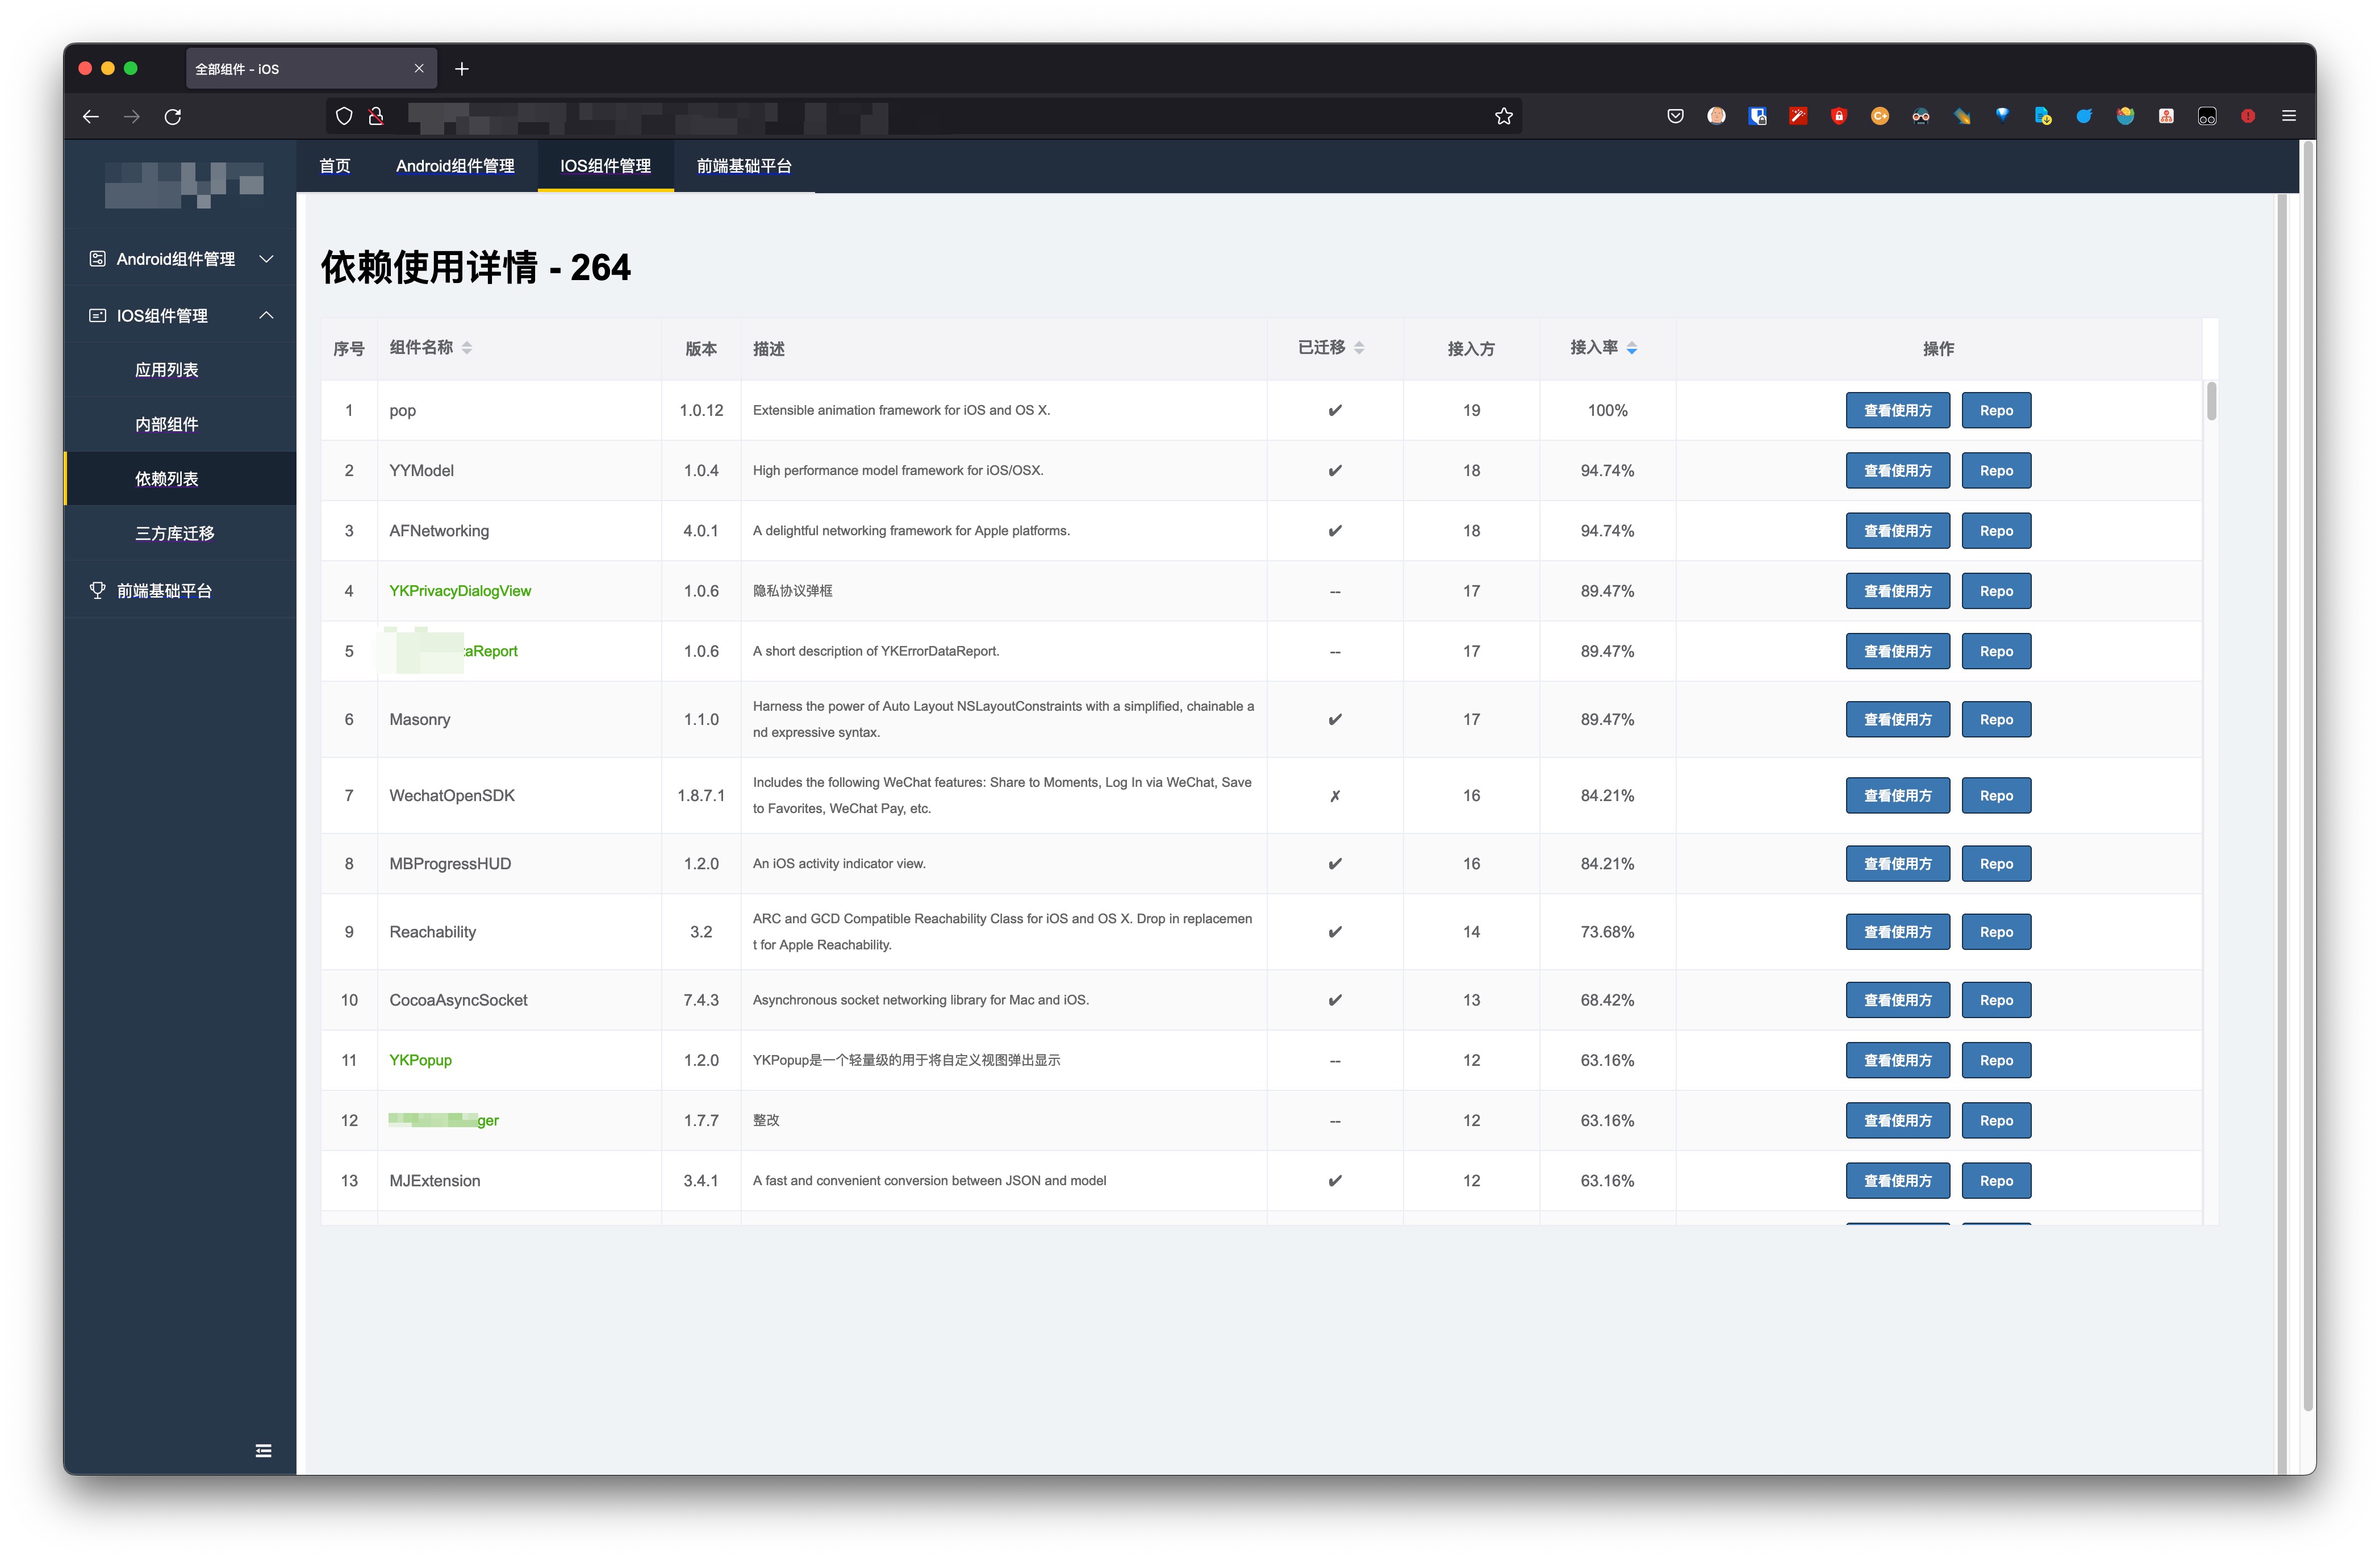 全部组件 - iOS
首页 Android组件管理 IOS组件管理 前端基础平台
Android组件管理
IOS组件管理
应用列表
内部组件
依赖列表
三方库迁移
前端基础平台
依赖使用详情 - 264
序号 组件名称 版本 描述 已迁移 接入方 接入率 操作
1 pop 1.0.12 Extensible animation framework for iOS and OS X. ✔ 19 100% 查看使用方 Repo
2 YYModel 1.0.4 High performance model framework for iOS/OSX. ✔ 18 94.74% 查看使用方 Repo
3 AFNetworking 4.0.1 A delightful networking framework for Apple platforms. ✔ 18 94.74% 查看使用方 Repo
4 YKPrivacyDialogView 1.0.6 隐私协议弹框 -- 17 89.47% 查看使用方 Repo
5 taReport 1.0.6 A short description of YKErrorDataReport. -- 17 89.47% 查看使用方 Repo
6 Masonry 1.1.0 Harness the power of Auto Layout NSLayoutConstraints with a simplified, chainable a
nd expressive syntax. ✔ 17 89.47% 查看使用方 Repo
7 WechatOpenSDK 1.8.7.1 Includes the following WeChat features: Share to Moments, Log In via WeChat, Save
to Favorites, WeChat Pay, etc. ✗ 16 84.21% 查看使用方 Repo
8 MBProgressHUD 1.2.0 An iOS activity indicator view. ✔ 16 84.21% 查看使用方 Repo
9 Reachability 3.2 ARC and GCD Compatible Reachability Class for iOS and OS X. Drop in replacemen
t for Apple Reachability. ✔ 14 73.68% 查看使用方 Repo
10 CocoaAsyncSocket 7.4.3 Asynchronous socket networking library for Mac and iOS. ✔ 13 68.42% 查看使用方 Repo
11 YKPopup 1.2.0 YKPopup是一个轻量级的用于将自定义视图弹出显示 -- 12 63.16% 查看使用方 Repo
12 ger 1.7.7 整改 -- 12 63.16% 查看使用方 Repo
13 MJExtension 3.4.1 A fast and convenient conversion between JSON and model ✔ 12 63.16% 查看使用方 Repo